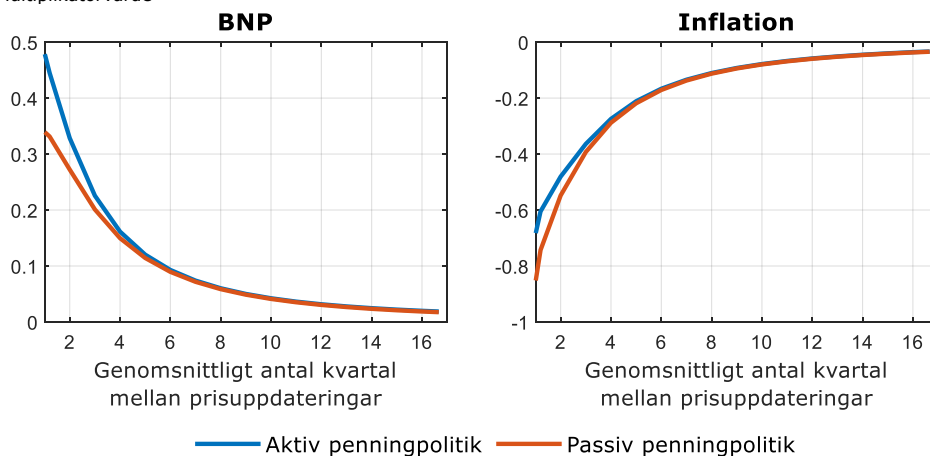 BNP
Inflation
0.5
0.4
0.3
0.2
0.1
0
2 4 6 8 10 12 14 16
Genomsnittligt antal kvartal
mellan prisuppdateringar
0
-0.2
-0.4
-0.6
-0.8
-1
2 4 6 8 10 12 14 16
Genomsnittligt antal kvartal
mellan prisuppdateringar
Aktiv penningpolitik Passiv penningpolitik